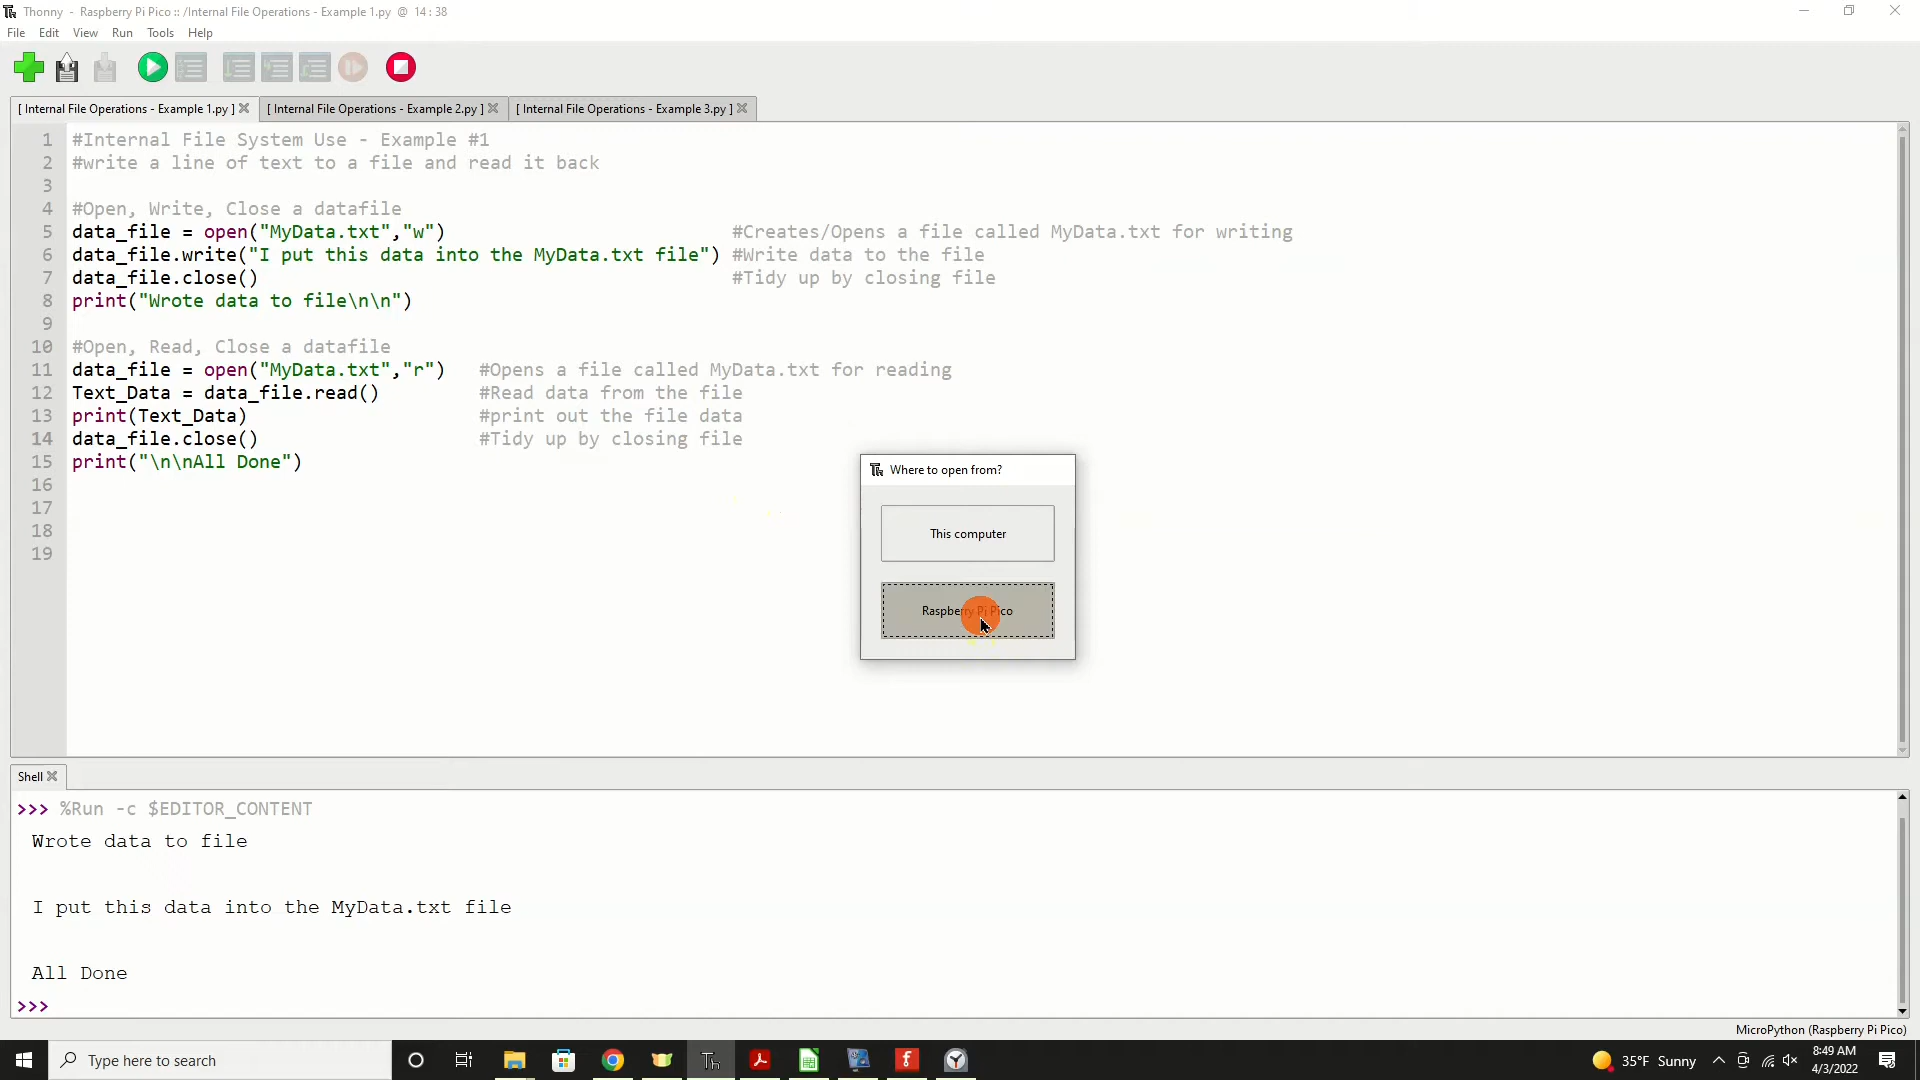 Thonny - Raspberry Pi Pico :: /Internal File Operations - Example 1.py @ 14 : 38
File Edit View Run Tools Help
[ Internal File Operations - Example 1.py ] [ Internal File Operations - Example 2.py ] [ Internal File Operations - Example 3.py ]
1 #Internal File System Use - Example #1
2 #write a line of text to a file and read it back
3
4 #Open, Write, Close a datafile
5 data_file = open("MyData.txt","w") #Creates/Opens a file called MyData.txt for writing
6 data_file.write("I put this data into the MyData.txt file") #Write data to the file
7 data_file.close() #Tidy up by closing file
8 print("Wrote data to file\n\n")
9
10 #Open, Read, Close a datafile
11 data_file = open("MyData.txt","r") #Opens a file called MyData.txt for reading
12 Text_Data = data_file.read() #Read data from the file
13 print(Text_Data) #print out the file data
14 data_file.close() #Tidy up by closing file
15 print("\n\nAll Done")
16
17
18
19
Where to open from?
This computer
Raspberry Pi Pico
Shell
>>> %Run -c $EDITOR_CONTENT
Wrote data to file
I put this data into the MyData.txt file
All Done
>>>
MicroPython (Raspberry Pi Pico)
Type here to search
Th
35°F Sunny
8:49 AM
4/3/2022